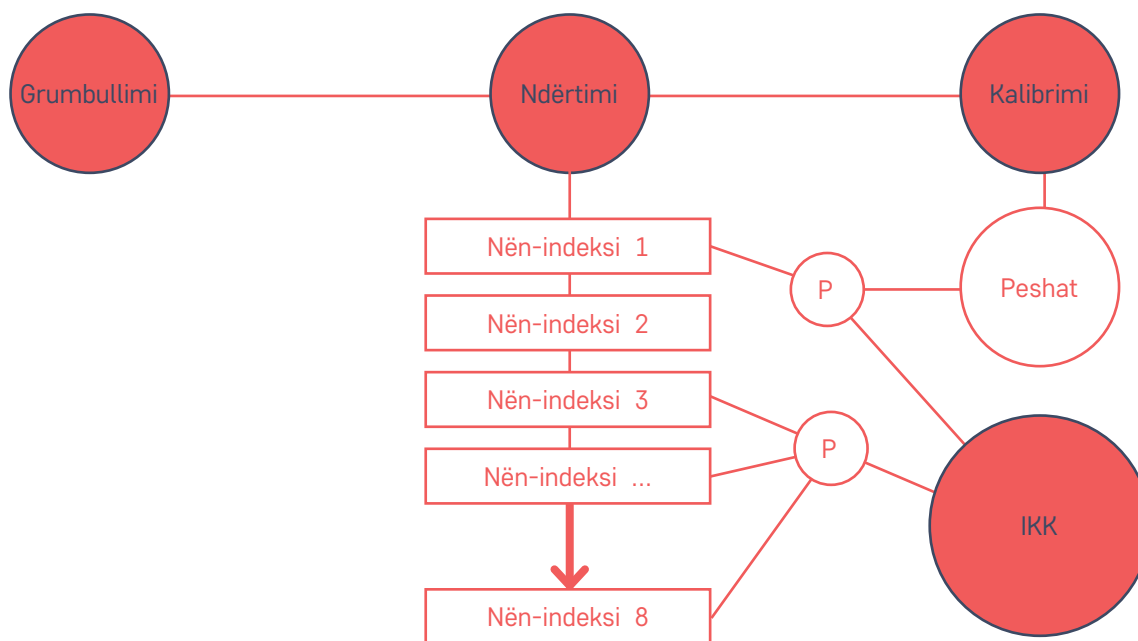 Grumbullimi
Ndërtimi
Kalibrimi
Nën-indeksi 1
P
Peshat
Nën-indeksi 2
Nën-indeksi 3
P
Nën-indeksi ...
IKK
Nën-indeksi 8